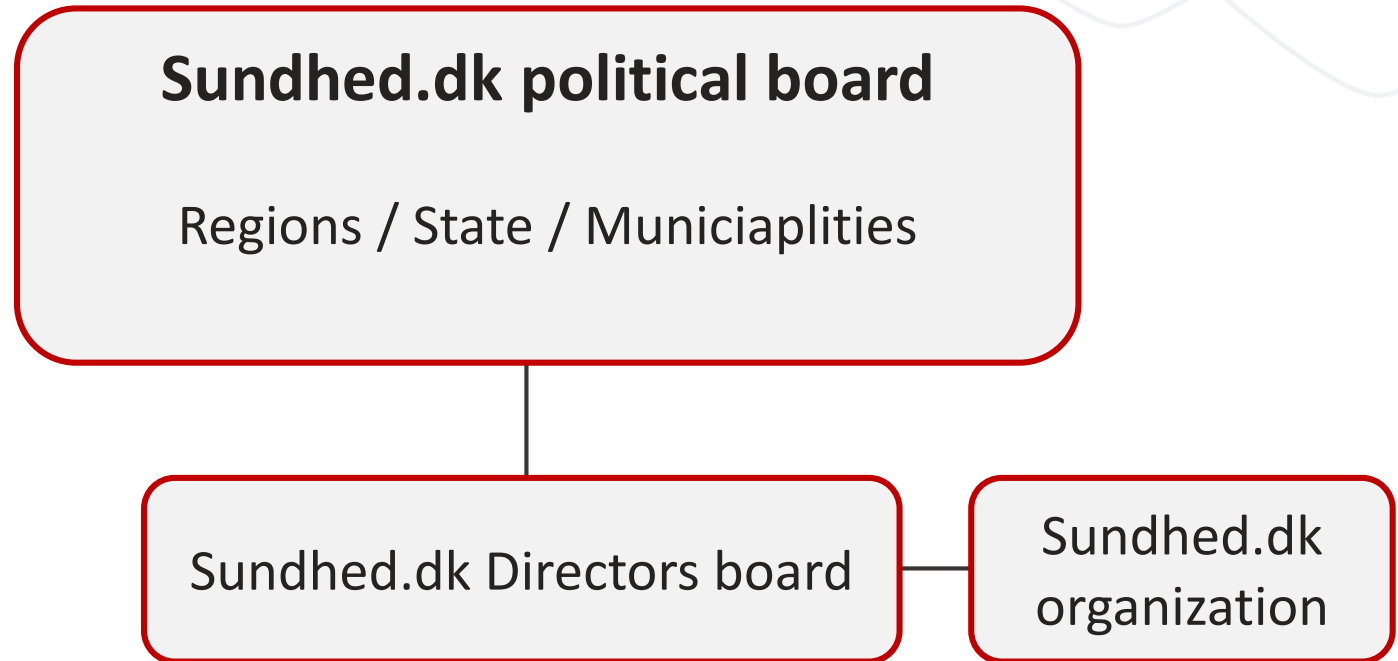 Sundhed.dk political board
Regions / State / Municiaplities
Sundhed.dk Directors board
Sundhed.dk
organization